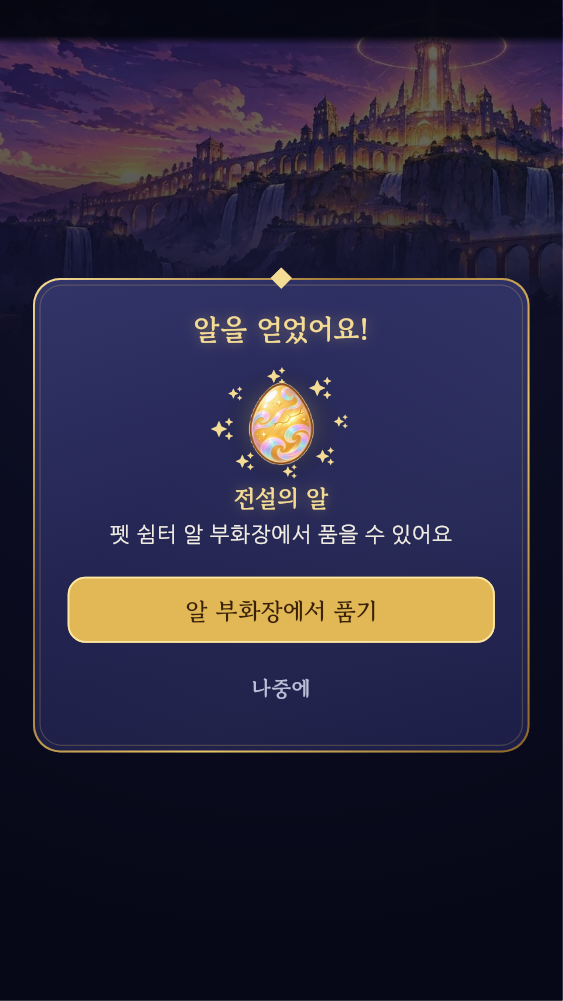 알을 얻었어요!
전설의 알
펫 쉼터 알 부화장에서 품을 수 있어요
알 부화장에서 품기
나중에